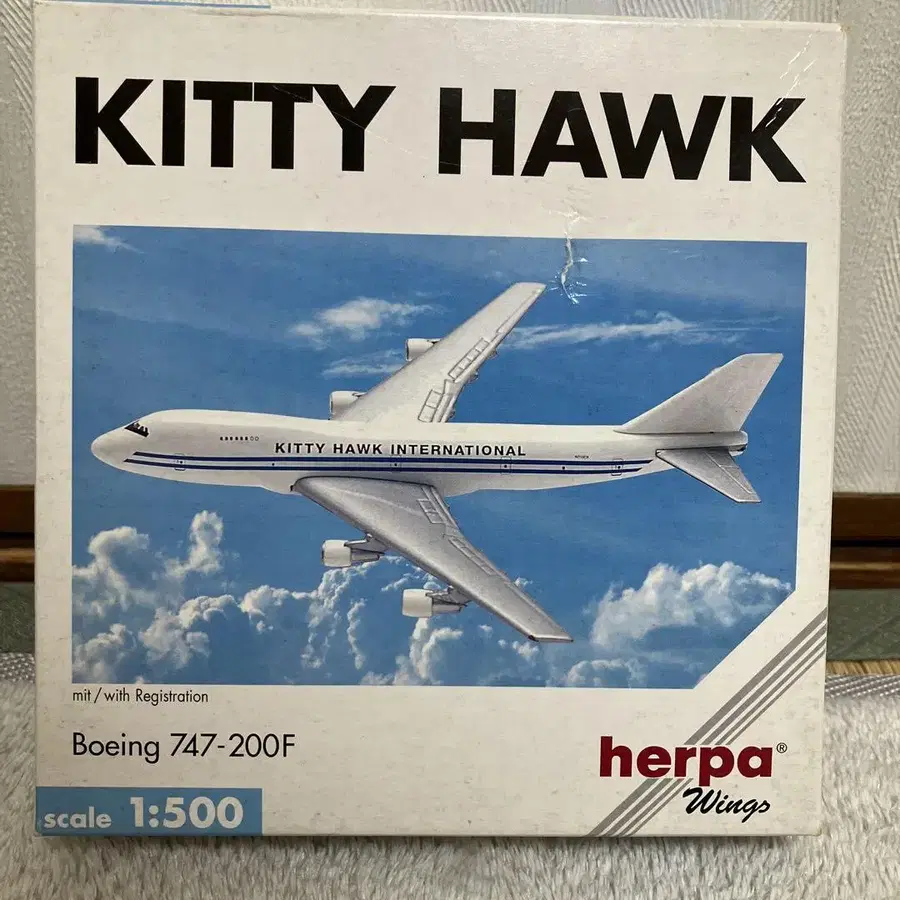 KITTY HAWK
KITTY HAWK INTERNATIONAL
mit / with Registration
Boeing 747-200F
herpa®
Wings
scale 1:500